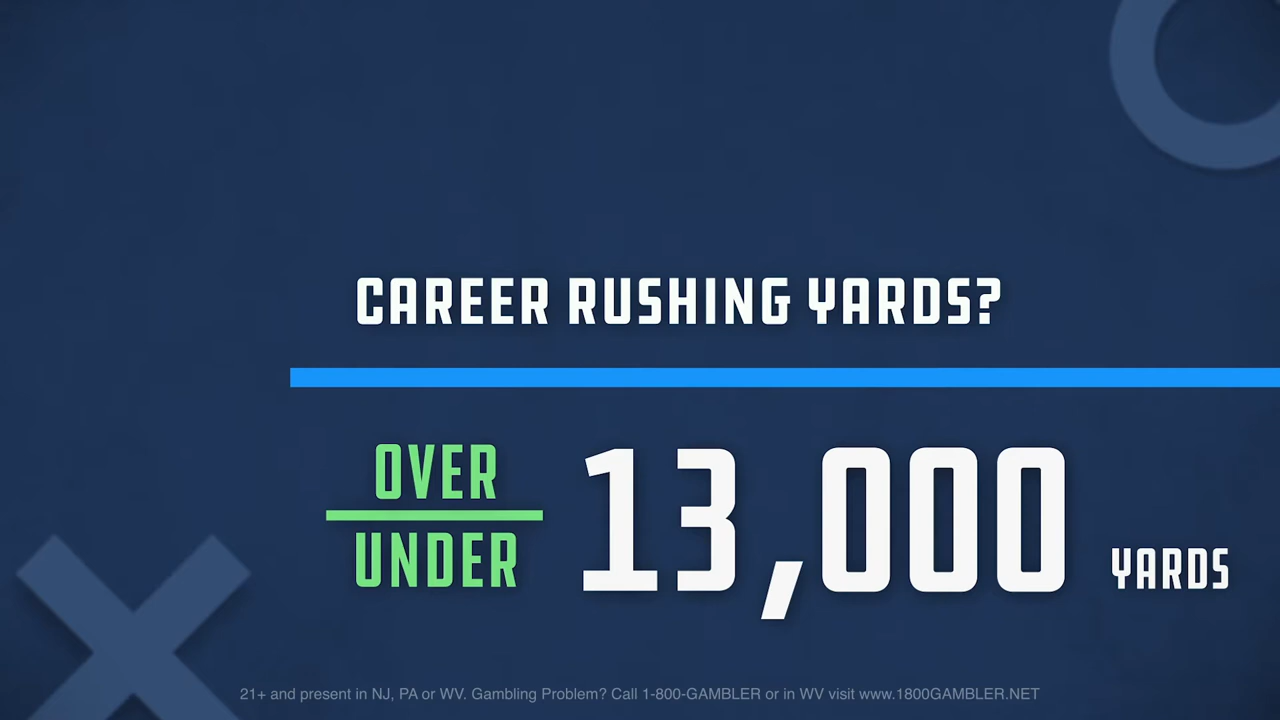 CAREER RUSHING YARDS?
OVER
UNDER
13,000 YARDS
21+ and present in NJ, PA or WV. Gambling Problem? Call 1-800-GAMBLER or in WV visit www.1800GAMBLER.NET